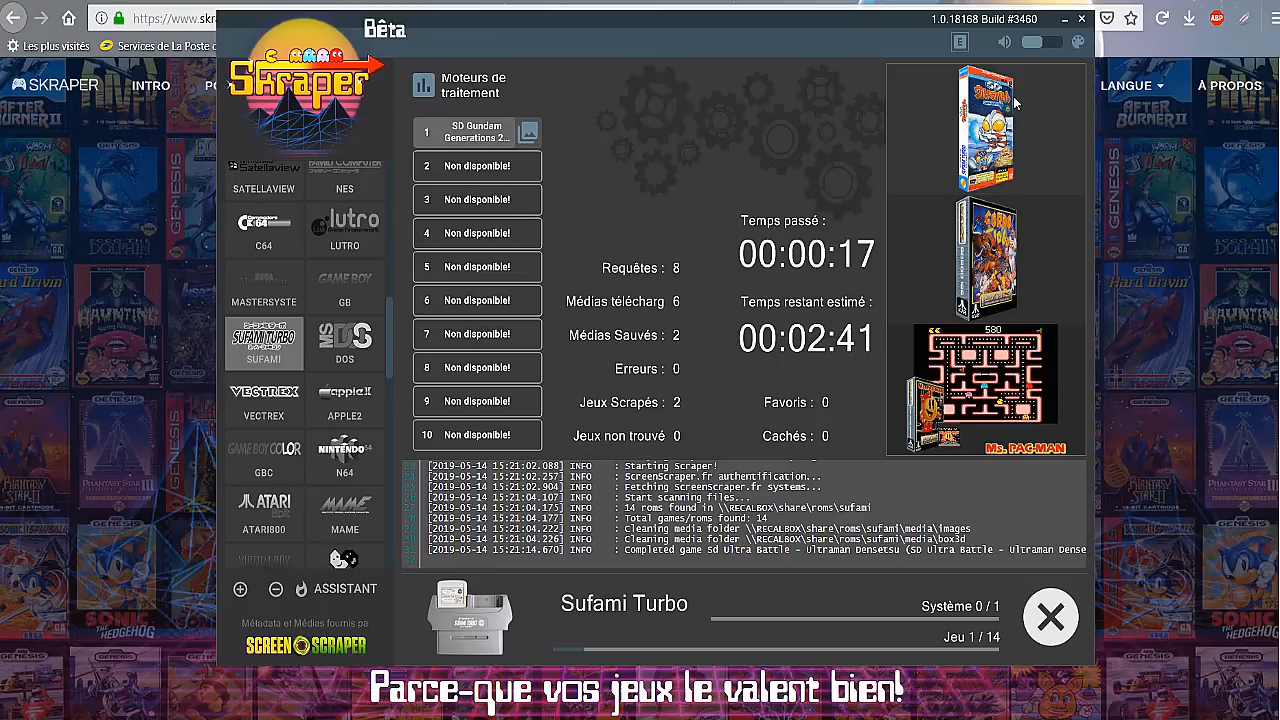 https://www.skr
Les plus visités
Services de La Poste d
ABP
SKRAPER
INTRO
LANGUE
À PROPOS
Bêta
1.0.18168 Build #3460
E
Skraper
SATELLAVIEW
NES
C64
LUTRO
MASTERSYSTE
GB
SUFAMI
DOS
VECTREX
APPLE2
GBC
N64
ATARI800
MAME
ASSISTANT
Métadata et Médias fournis pa
SCREEN SCRAPER
Moteurs de
traitement
1 SD Gundam
Generations 2...
2 Non disponible!
3 Non disponible!
4 Non disponible!
5 Non disponible!
6 Non disponible!
7 Non disponible!
8 Non disponible!
9 Non disponible!
10 Non disponible!
Requêtes : 8
Médias télécharg 6
Médias Sauvés : 2
Erreurs : 0
Jeux Scrapés : 2
Jeux non trouvé 0
Temps passé :
00:00:17
Temps restant estimé :
00:02:41
Favoris : 0
Cachés : 0
580
Ms. PAC-MAN
[2019-05-14 15:21:02.088] INFO : Starting Scraper!
[2019-05-14 15:21:02.257] INFO : ScreenScraper.fr authentification...
[2019-05-14 15:21:02.904] INFO : Fetching ScreenScraper.fr systems...
[2019-05-14 15:21:04.107] INFO : Start scanning files...
[2019-05-14 15:21:04.177] INFO : 14 roms found in \\RECALBOX\share\roms\sufami
[2019-05-14 15:21:04.177] INFO : Total games/roms found: 14
[2019-05-14 15:21:04.222] INFO : Cleaning media folder \\RECALBOX\share\roms\sufami\media\images
[2019-05-14 15:21:04.226] INFO : Cleaning media folder \\RECALBOX\share\roms\sufami\media\box3d
[2019-05-14 15:21:14.670] INFO : Completed game Sd Ultra Battle - Ultraman Densetsu (SD Ultra Battle - Ultraman Dense
Sufami Turbo
Système 0 / 1
Jeu 1 / 14
Parce-que vos jeux le valent bien!